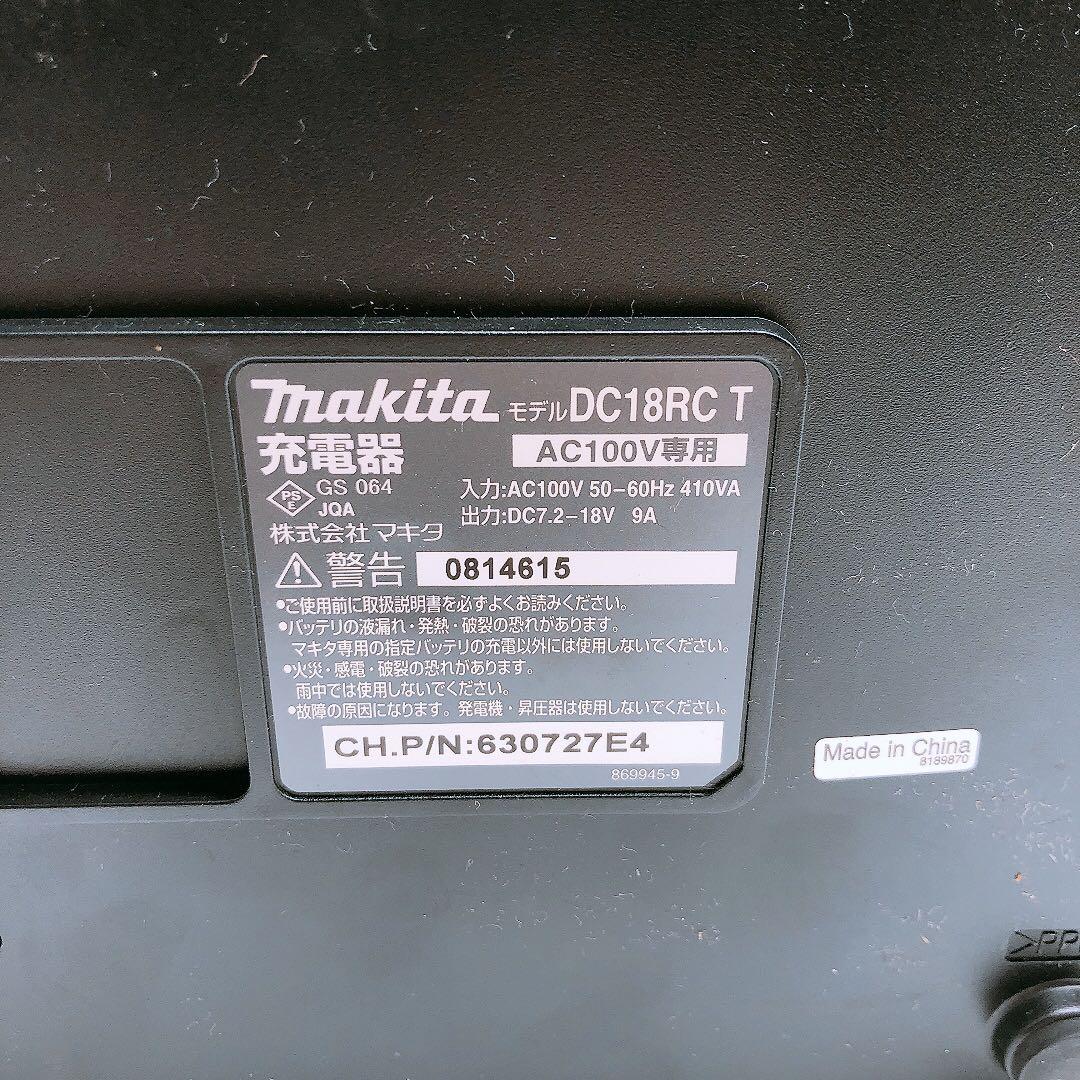 makita モデル DC18RC T
充電器 AC100V専用
PS E GS 064
JQA
入力:AC100V 50-60Hz 410VA
出力:DC7.2-18V 9A
株式会社マキタ
警告 0814615
•ご使用前に取扱説明書を必ずよくお読みください。
•バッテリの液漏れ・発熱・破裂の恐れがあります。
マキタ専用の指定バッテリの充電以外には使用しないでください。
•火災・感電・破裂の恐れがあります。
雨中では使用しないでください。
•故障の原因になります。発電機・昇圧器は使用しないでください。
CH.P/N:630727E4
869945-9
Made in China
8189870
>PP